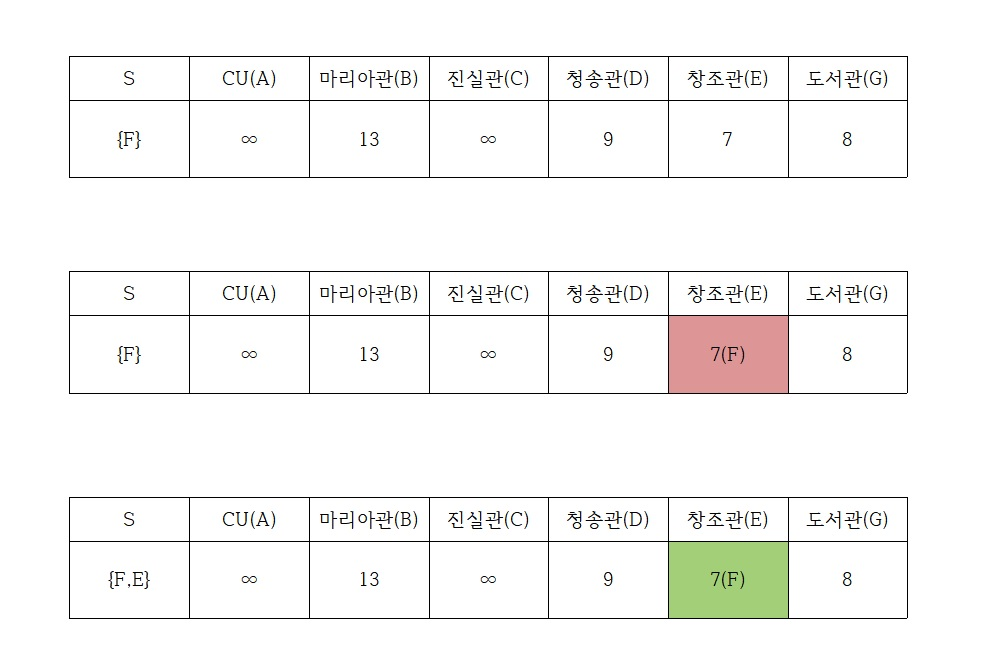 S CU(A) 마리아관(B) 진실관(C) 청송관(D) 창조관(E) 도서관(G)
{F} ∞ 13 ∞ 9 7 8
S CU(A) 마리아관(B) 진실관(C) 청송관(D) 창조관(E) 도서관(G)
{F} ∞ 13 ∞ 9 7(F) 8
S CU(A) 마리아관(B) 진실관(C) 청송관(D) 창조관(E) 도서관(G)
{F,E} ∞ 13 ∞ 9 7(F) 8